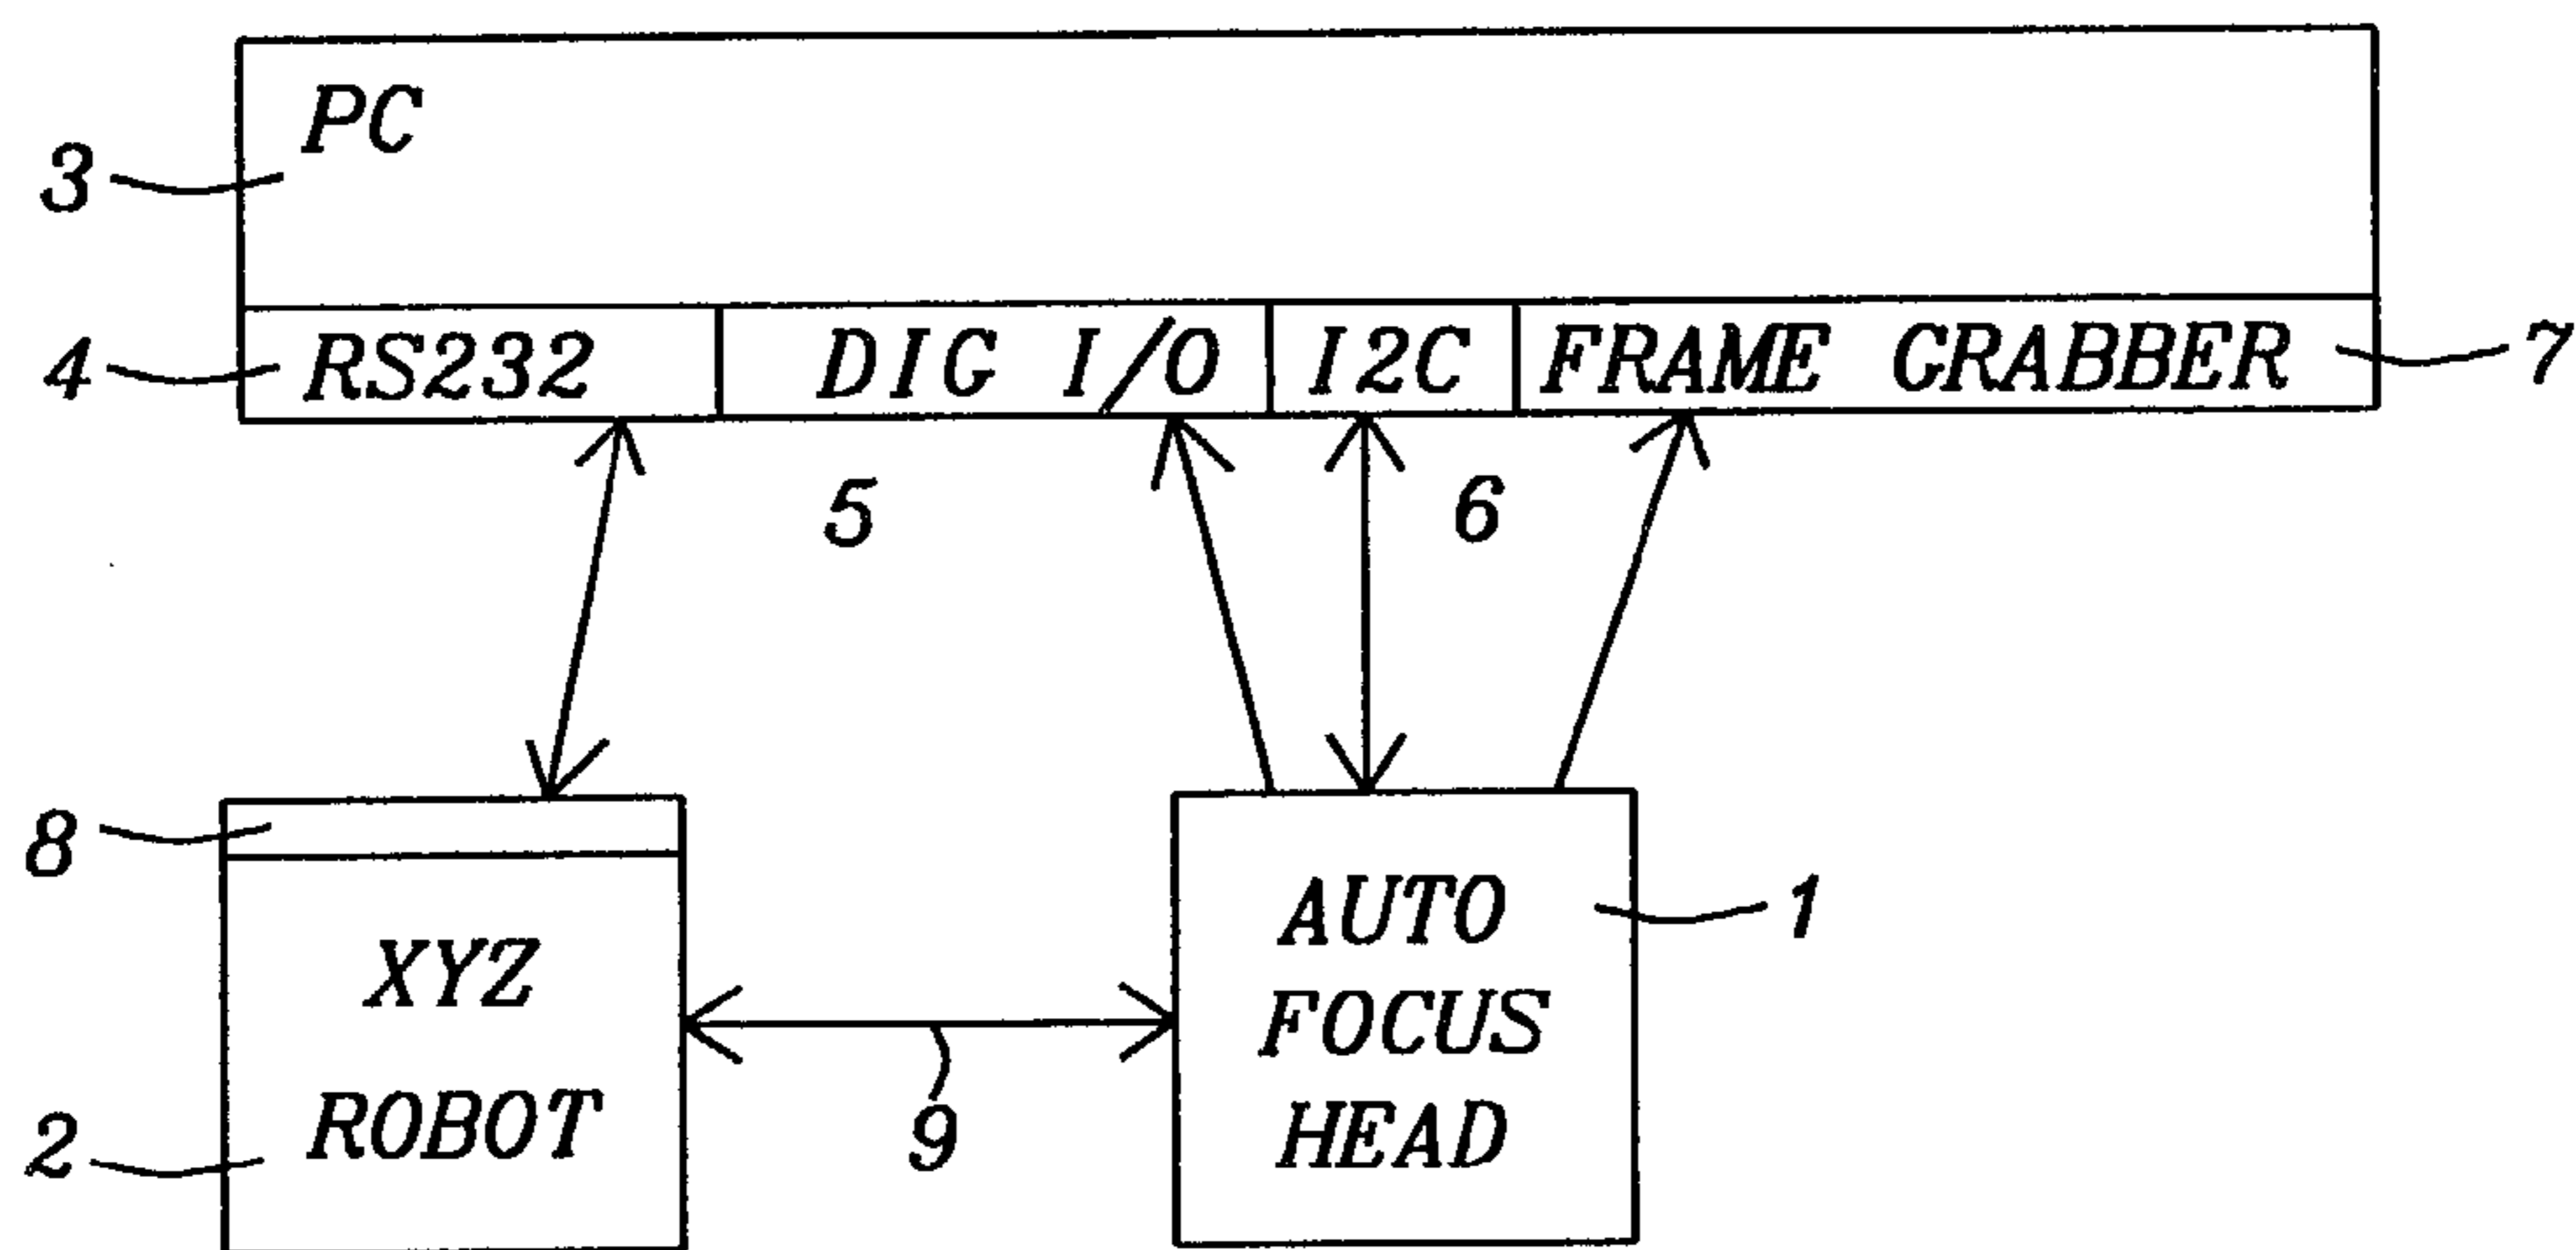 PC
3
4
RS232 DIG I/O I2C FRAME GRABBER
7
5
6
8
XYZ
ROBOT
2
9
AUTO
FOCUS
HEAD
1